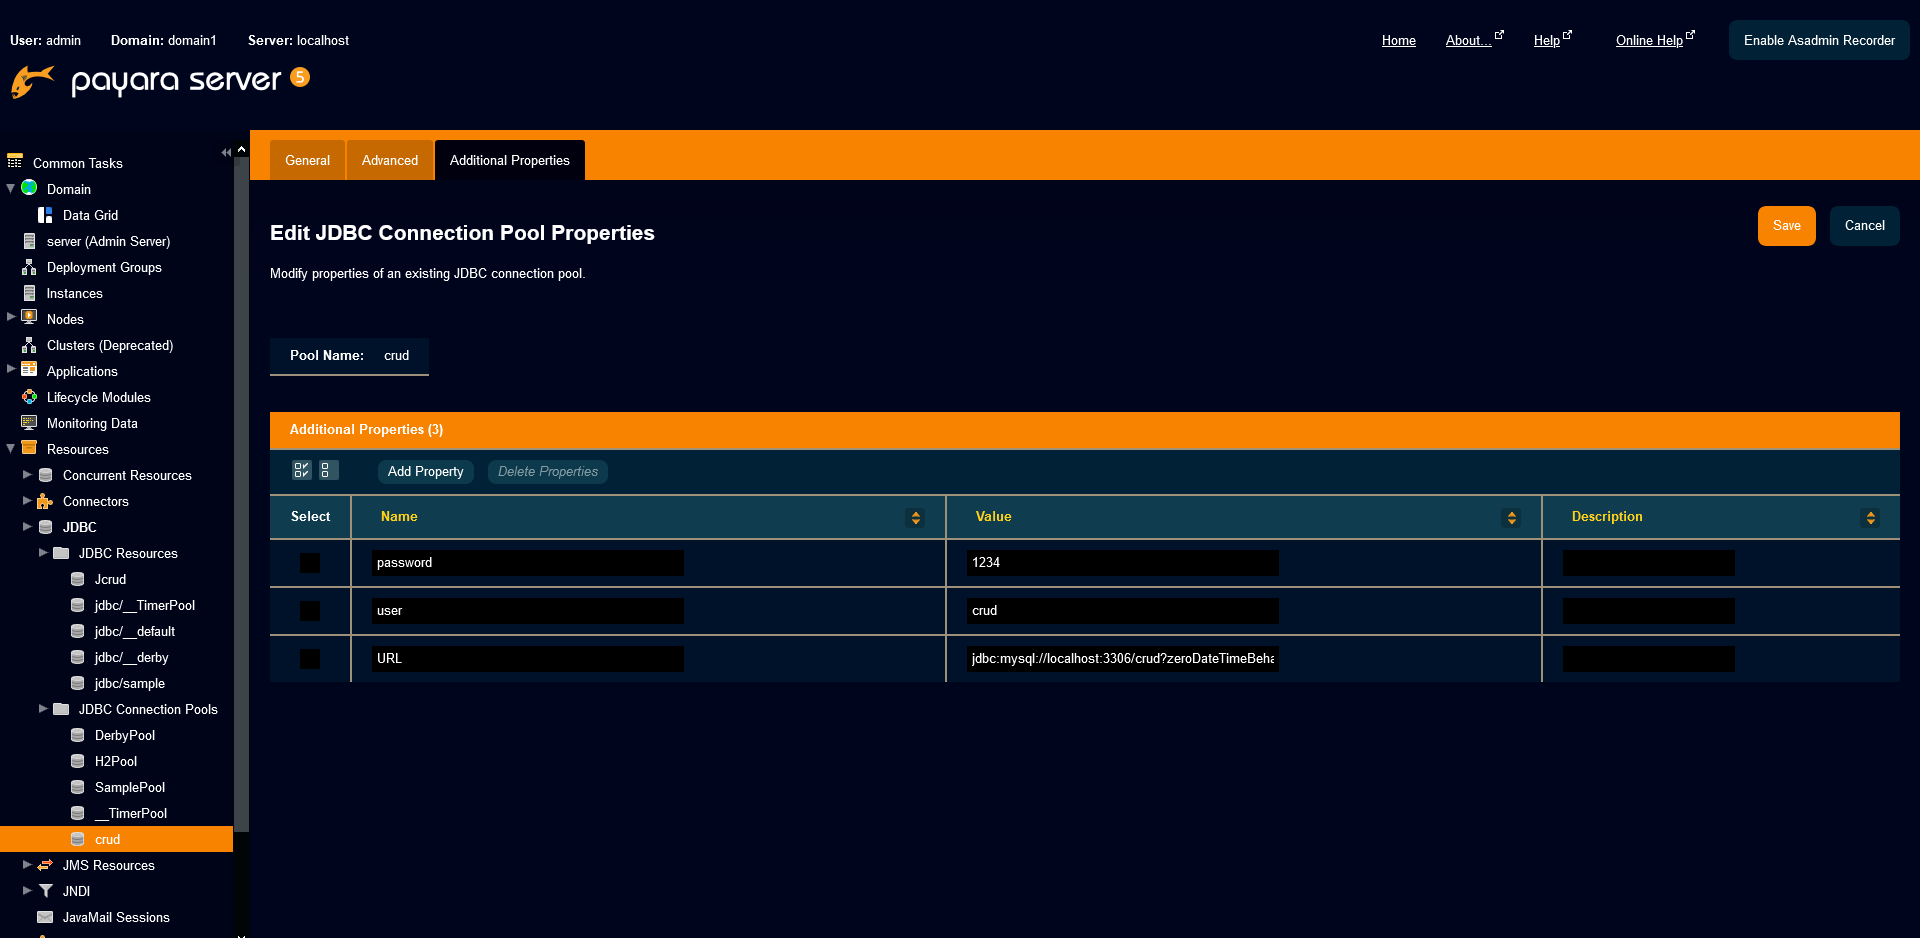 User: admin Domain: domain1 Server: localhost
Home About... Help Online Help Enable Asadmin Recorder
payara server 5
General Advanced Additional Properties
Common Tasks
Domain
Data Grid
server (Admin Server)
Deployment Groups
Instances
Nodes
Clusters (Deprecated)
Applications
Lifecycle Modules
Monitoring Data
Resources
Concurrent Resources
Connectors
JDBC
JDBC Resources
Jcrud
jdbc/__TimerPool
jdbc/__default
jdbc/__derby
jdbc/sample
JDBC Connection Pools
DerbyPool
H2Pool
SamplePool
__TimerPool
crud
JMS Resources
JNDI
JavaMail Sessions
Edit JDBC Connection Pool Properties
Save Cancel
Modify properties of an existing JDBC connection pool.
Pool Name: crud
Additional Properties (3)
Add Property Delete Properties
Select Name Value Description
password 1234
user crud
URL jdbc:mysql://localhost:3306/crud?zeroDateTimeBeha